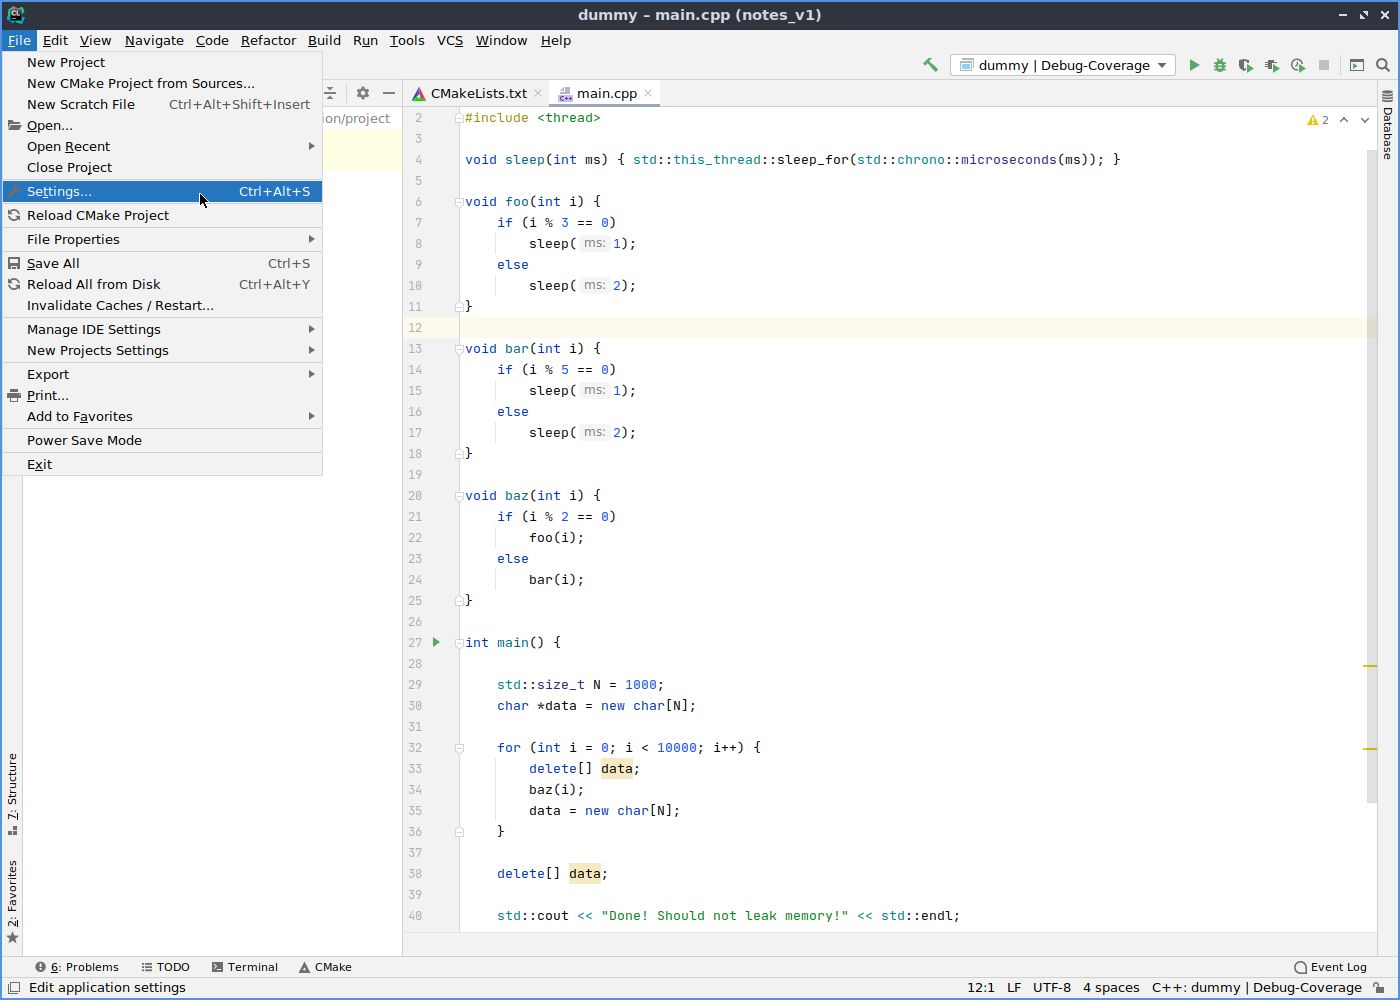 dummy – main.cpp (notes_v1)
File Edit View Navigate Code Refactor Build Run Tools VCS Window Help
dummy | Debug-Coverage
New Project
New CMake Project from Sources...
New Scratch File Ctrl+Alt+Shift+Insert
Open...
Open Recent
Close Project
Settings... Ctrl+Alt+S
Reload CMake Project
File Properties
Save All Ctrl+S
Reload All from Disk Ctrl+Alt+Y
Invalidate Caches / Restart...
Manage IDE Settings
New Projects Settings
Export
Print...
Add to Favorites
Power Save Mode
Exit
ion/project
CMakeLists.txt main.cpp
2 #include <thread>
3
4 void sleep(int ms) { std::this_thread::sleep_for(std::chrono::microseconds(ms)); }
5
6 void foo(int i) {
7 if (i % 3 == 0)
8 sleep( ms: 1);
9 else
10 sleep( ms: 2);
11 }
12
13 void bar(int i) {
14 if (i % 5 == 0)
15 sleep( ms: 1);
16 else
17 sleep( ms: 2);
18 }
19
20 void baz(int i) {
21 if (i % 2 == 0)
22 foo(i);
23 else
24 bar(i);
25 }
26
27 int main() {
28
29 std::size_t N = 1000;
30 char *data = new char[N];
31
32 for (int i = 0; i < 10000; i++) {
33 delete[] data;
34 baz(i);
35 data = new char[N];
36 }
37
38 delete[] data;
39
40 std::cout << "Done! Should not leak memory!" << std::endl;
2
Database
7: Structure
2: Favorites
6: Problems TODO Terminal CMake Event Log
Edit application settings 12:1 LF UTF-8 4 spaces C++: dummy | Debug-Coverage